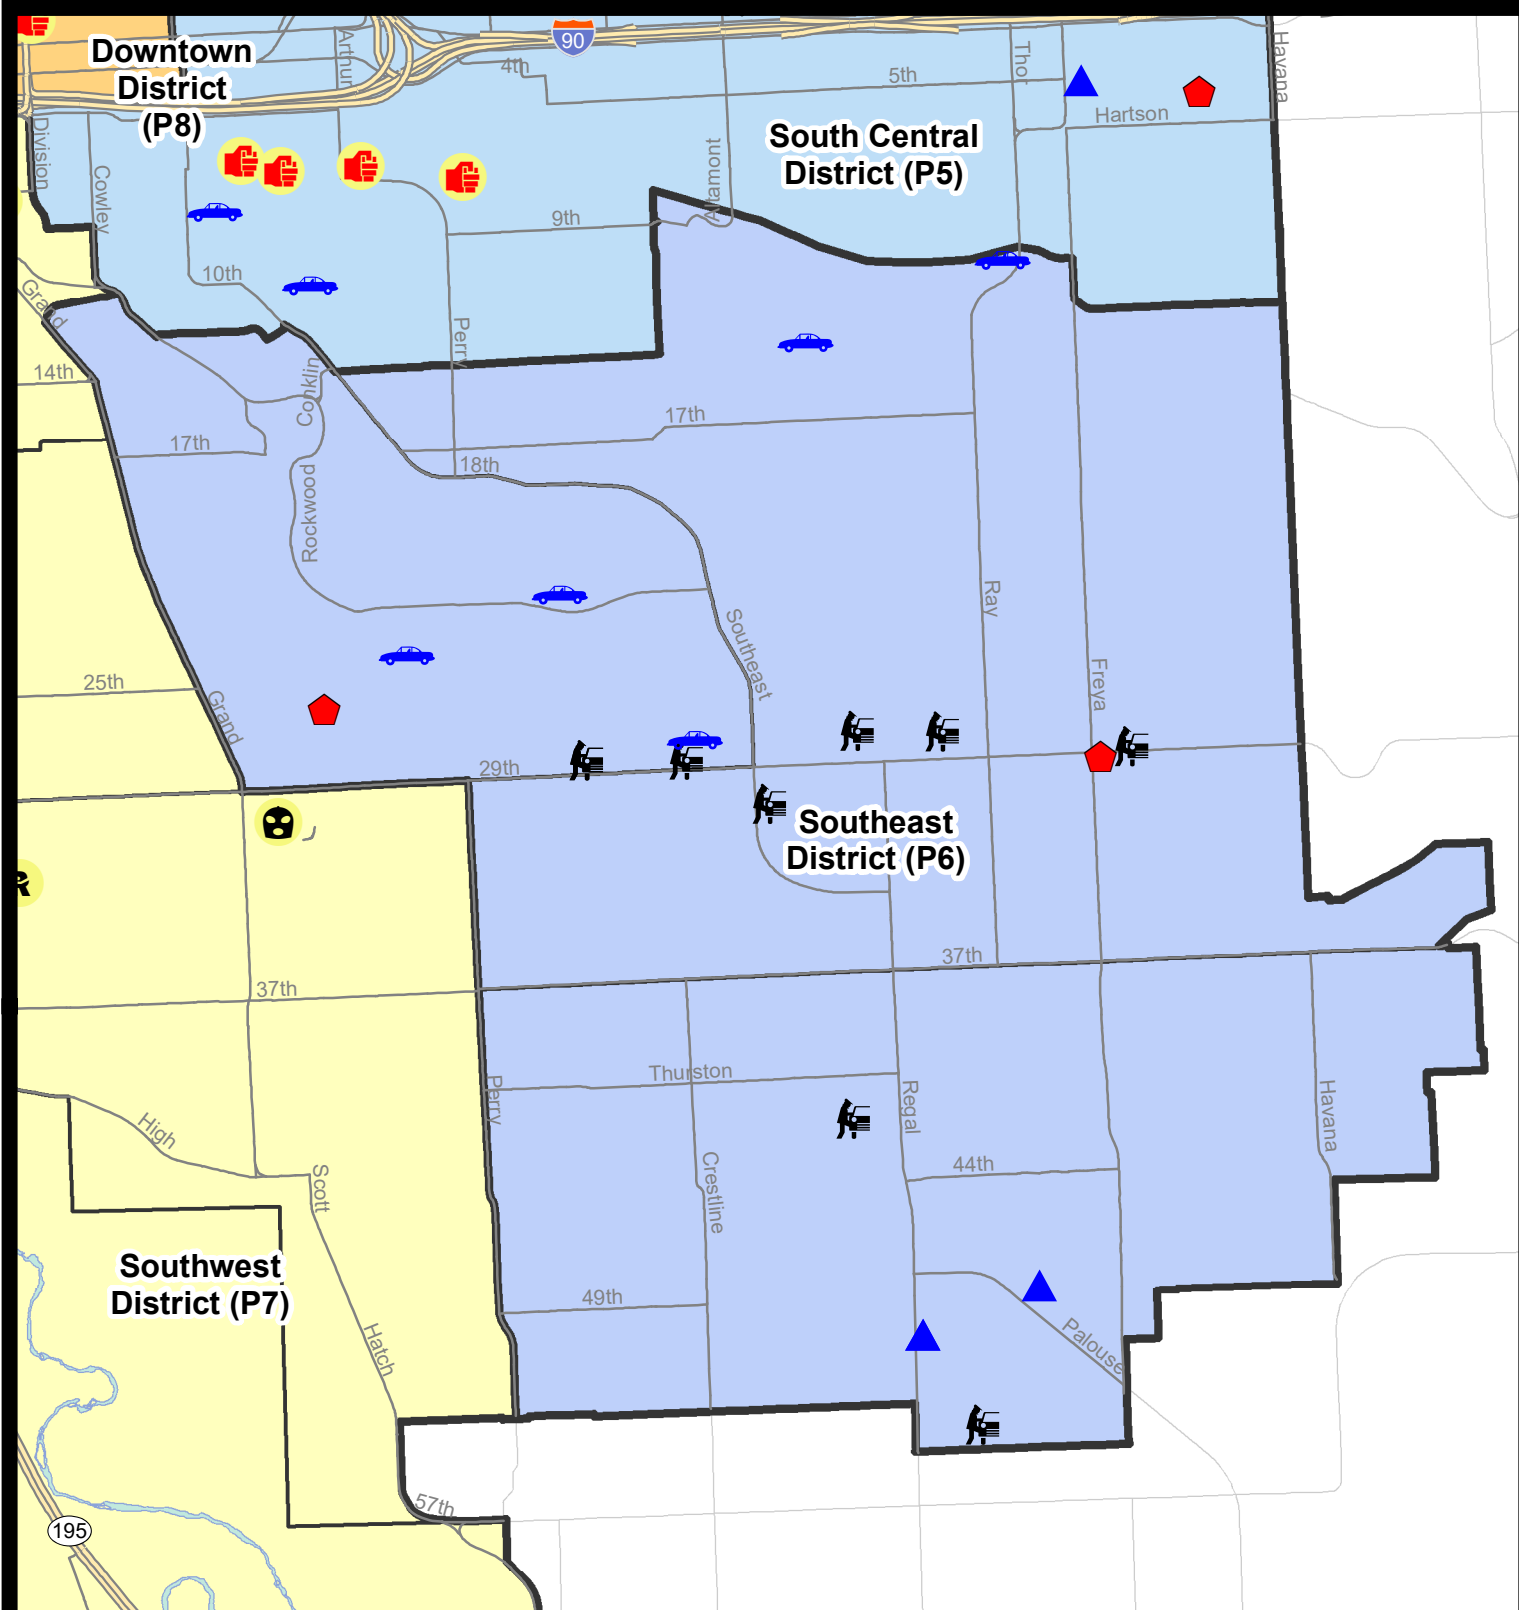 Downtown
District
(P8)
Arthur
90
4th
5th
Thor
Havana
Hartson
South Central
District (P5)
Division
Cowley
Altamont
9th
10th
Grand
Perry
14th
Conklin
17th
17th
18th
Rockwood
Ray
Southeast
Freya
25th
Grand
29th
Southeast
District (P6)
37th
37th
Thurston
Perry
Regal
Havana
High
Scott
Crestline
44th
Southwest
District (P7)
49th
Hatch
Palouse
57th
195